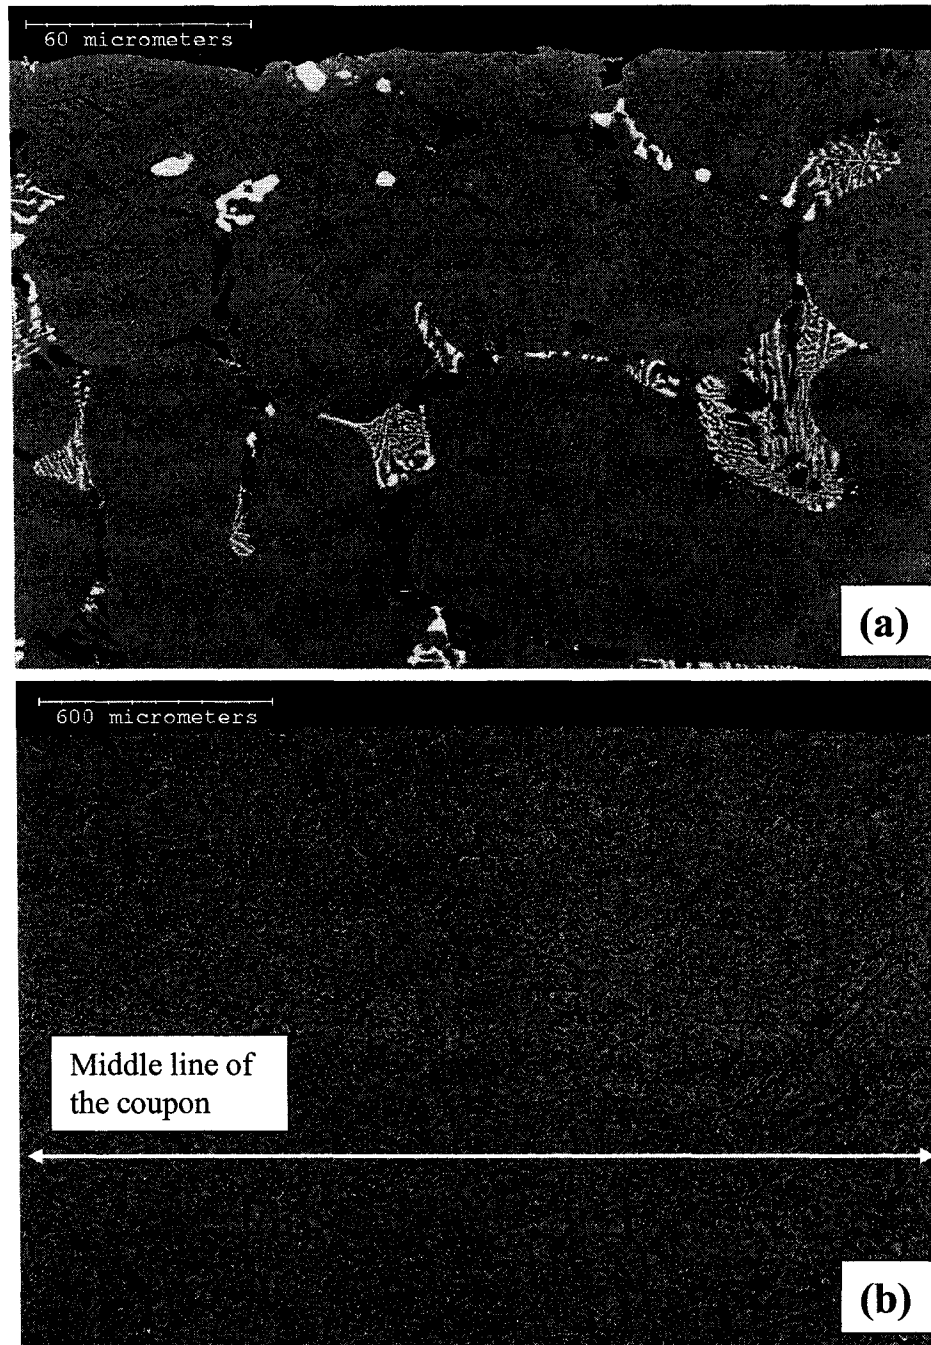 60 micrometers
(a)
600 micrometers
Middle line of
the coupon
(b)